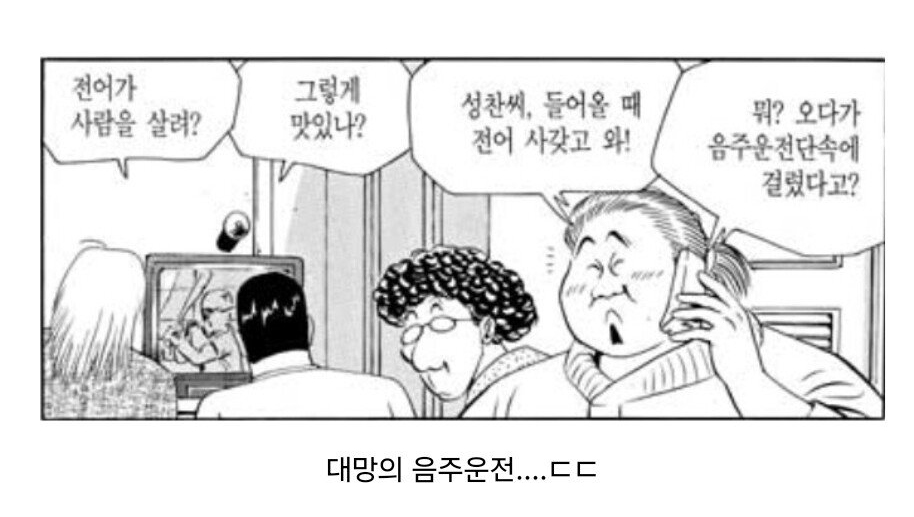 전어가
사람을 살려?
그렇게
맛있나?
성찬씨, 들어올 때
전어 사갖고 와!
뭐? 오다가
음주운전단속에
걸렸다고?
대망의 음주운전....ㄷㄷ